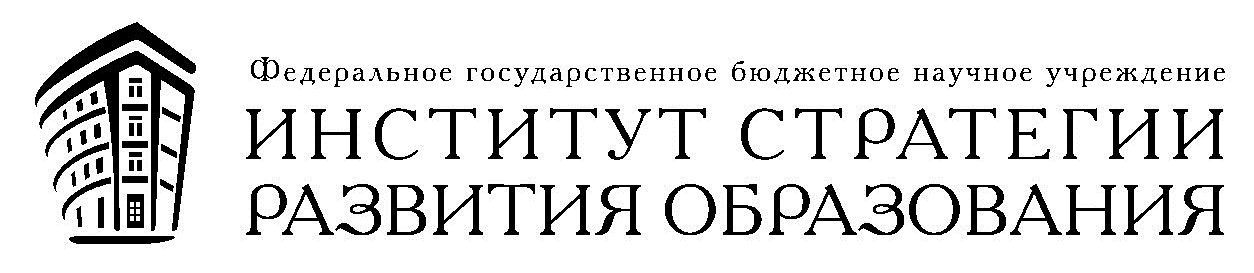 Федеральное государственное бюджетное научное учреждение
ИНСТИТУТ СТРАТЕГИИ
РАЗВИТИЯ ОБРАЗОВАНИЯ